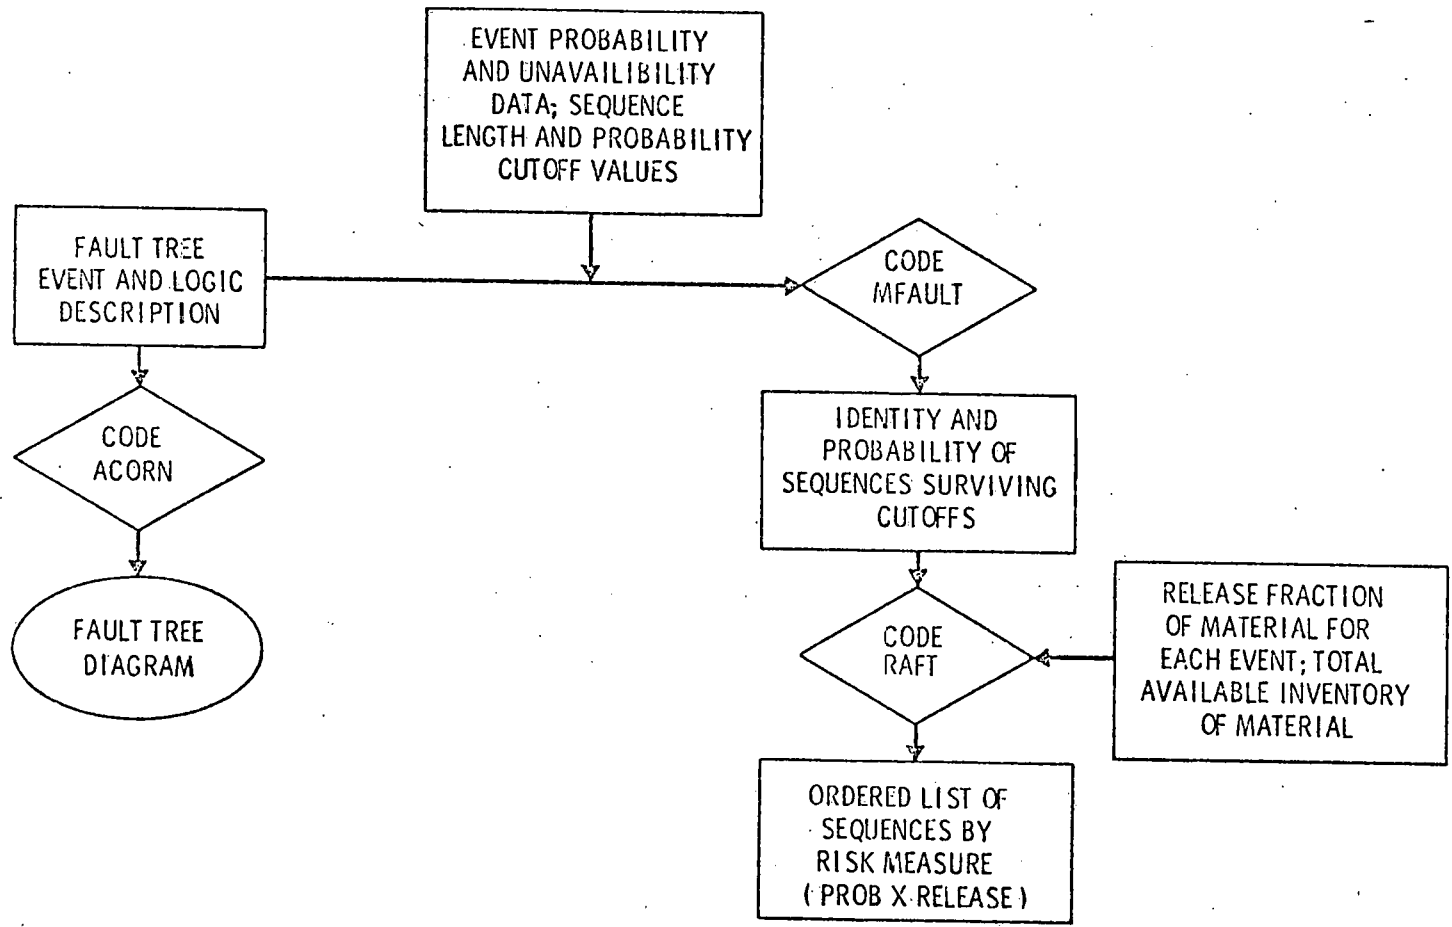 EVENT PROBABILITY
AND UNAVAILIBILITY
DATA; SEQUENCE
LENGTH AND PROBABILITY
CUTOFF VALUES
FAULT TREE
EVENT AND LOGIC
DESCRIPTION
CODE
MFAULT
CODE
ACORN
IDENTITY AND
PROBABILITY OF
SEQUENCES SURVIVING
CUTOFFS
FAULT TREE
DIAGRAM
CODE
RAFT
RELEASE FRACTION
OF MATERIAL FOR
EACH EVENT; TOTAL
AVAILABLE INVENTORY
OF MATERIAL
ORDERED LIST OF
SEQUENCES BY
RISK MEASURE
(PROB X RELEASE)